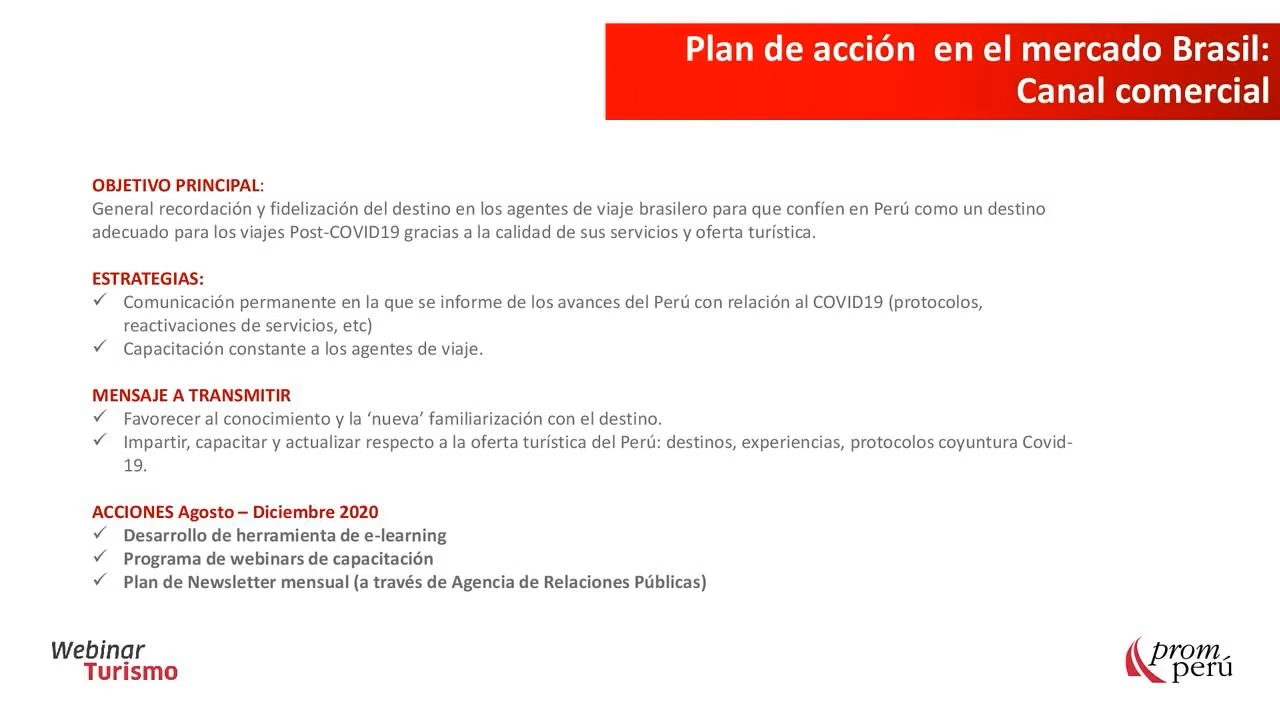 Plan de acción  en el mercado Brasil:
Canal comercial
OBJETIVO PRINCIPAL:
General recordación y fidelización del destino en los agentes de viaje brasilero para que confíen en Perú como un destino
adecuado para los viajes Post-COVID19 gracias a la calidad de sus servicios y oferta turística.
ESTRATEGIAS:
✓ Comunicación permanente en la que se informe de los avances del Perú con relación al COVID19 (protocolos,
reactivaciones de servicios, etc)
✓ Capacitación constante a los agentes de viaje.
MENSAJE A TRANSMITIR
✓ Favorecer al conocimiento y la ‘nueva’ familiarización con el destino.
✓ Impartir, capacitar y actualizar respecto a la oferta turística del Perú: destinos, experiencias, protocolos coyuntura Covid-
19.
ACCIONES Agosto – Diciembre 2020
✓ Desarrollo de herramienta de e-learning
✓ Programa de webinars de capacitación
✓ Plan de Newsletter mensual (a través de Agencia de Relaciones Públicas)
Webinar
Turismo
prom
perú